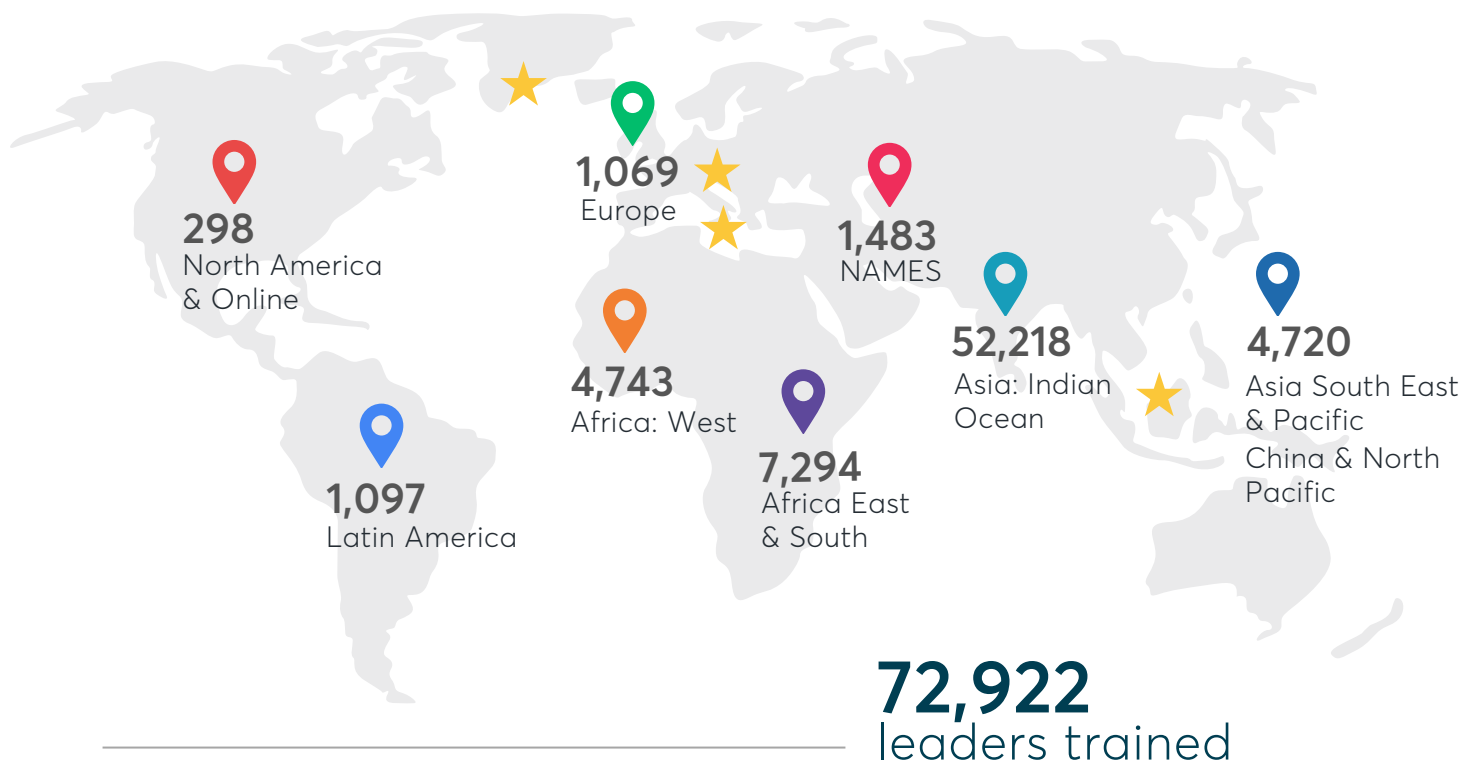 298
North America
& Online
1,069
Europe
1,483
NAMES
4,743
Africa: West
52,218
Asia: Indian
Ocean
4,720
Asia South East
& Pacific
China & North
Pacific
7,294
Africa East
& South
1,097
Latin America
72,922
leaders trained